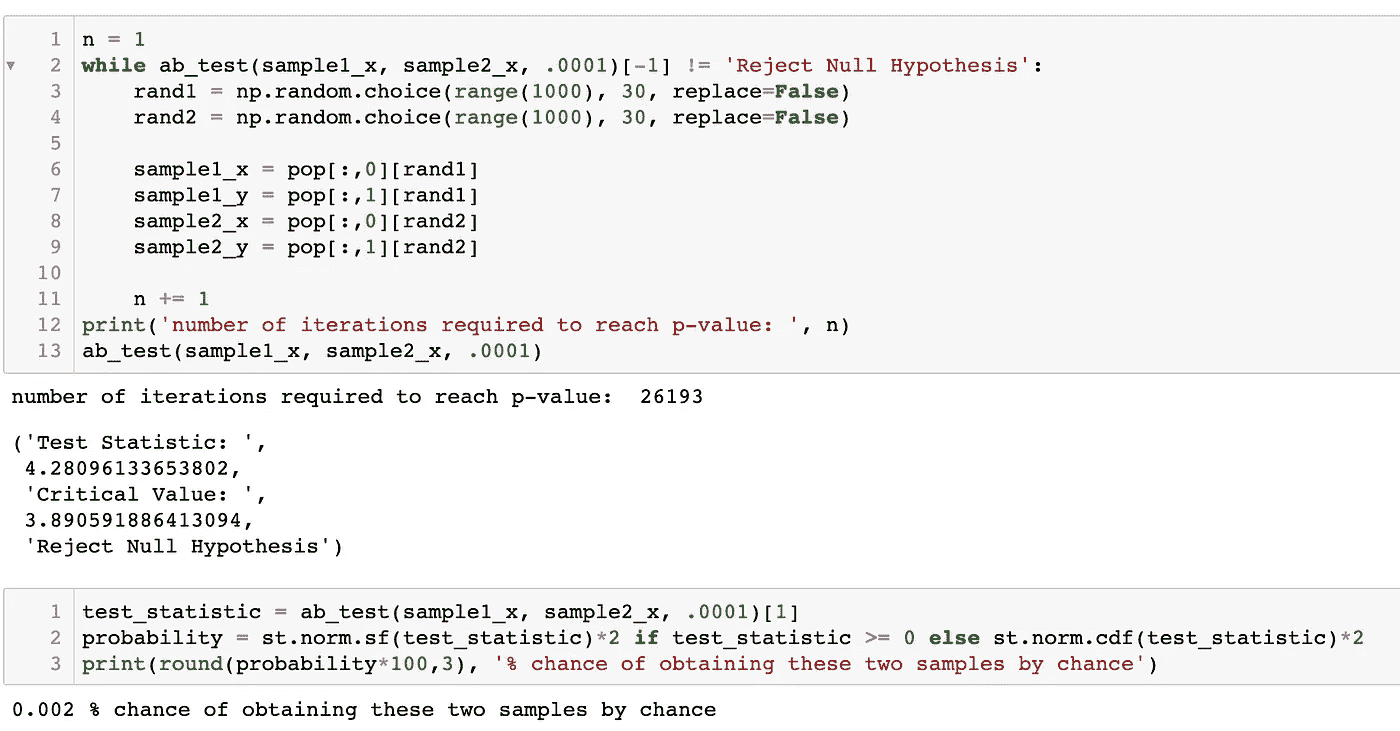 1 n = 1
2 while ab_test(sample1_x, sample2_x, .0001)[-1] != 'Reject Null Hypothesis':
3     rand1 = np.random.choice(range(1000), 30, replace=False)
4     rand2 = np.random.choice(range(1000), 30, replace=False)
5
6     sample1_x = pop[:,0][rand1]
7     sample1_y = pop[:,1][rand1]
8     sample2_x = pop[:,0][rand2]
9     sample2_y = pop[:,1][rand2]
10
11     n += 1
12 print('number of iterations required to reach p-value: ', n)
13 ab_test(sample1_x, sample2_x, .0001)
number of iterations required to reach p-value:  26193
('Test Statistic: ',
 4.28096133653802,
 'Critical Value: ',
 3.890591886413094,
 'Reject Null Hypothesis')
1 test_statistic = ab_test(sample1_x, sample2_x, .0001)[1]
2 probability = st.norm.sf(test_statistic)*2 if test_statistic >= 0 else st.norm.cdf(test_statistic)*2
3 print(round(probability*100,3), '% chance of obtaining these two samples by chance')
0.002 % chance of obtaining these two samples by chance